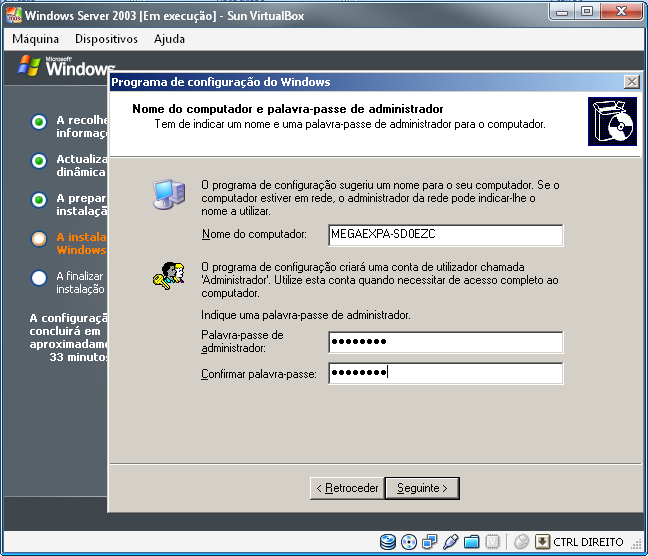 Windows Server 2003 [Em execução] - Sun VirtualBox
Máquina Dispositivos Ajuda
Microsoft
Windows
Programa de configuração do Windows
Nome do computador e palavra-passe de administrador
Tem de indicar um nome e uma palavra-passe de administrador para o computador.
A recolhe
informaç
Actualiza
dinâmica
A prepar
instalaçã
A instala
Windows
A finalizar
instalação
A configuraçã
concluirá em
aproximadame
33 minutos
O programa de configuração sugeriu um nome para o seu computador. Se o
computador estiver em rede, o administrador da rede pode indicar-lhe o
nome a utilizar.
Nome do computador: MEGAEXPA-SD0EZC
O programa de configuração criará uma conta de utilizador chamada
'Administrador'. Utilize esta conta quando necessitar de acesso completo ao
computador.
Indique uma palavra-passe de administrador.
Palavra-passe de
administrador: ●●●●●●●●
Confirmar palavra-passe: ●●●●●●●●
< Retroceder Seguinte >
CTRL DIREITO